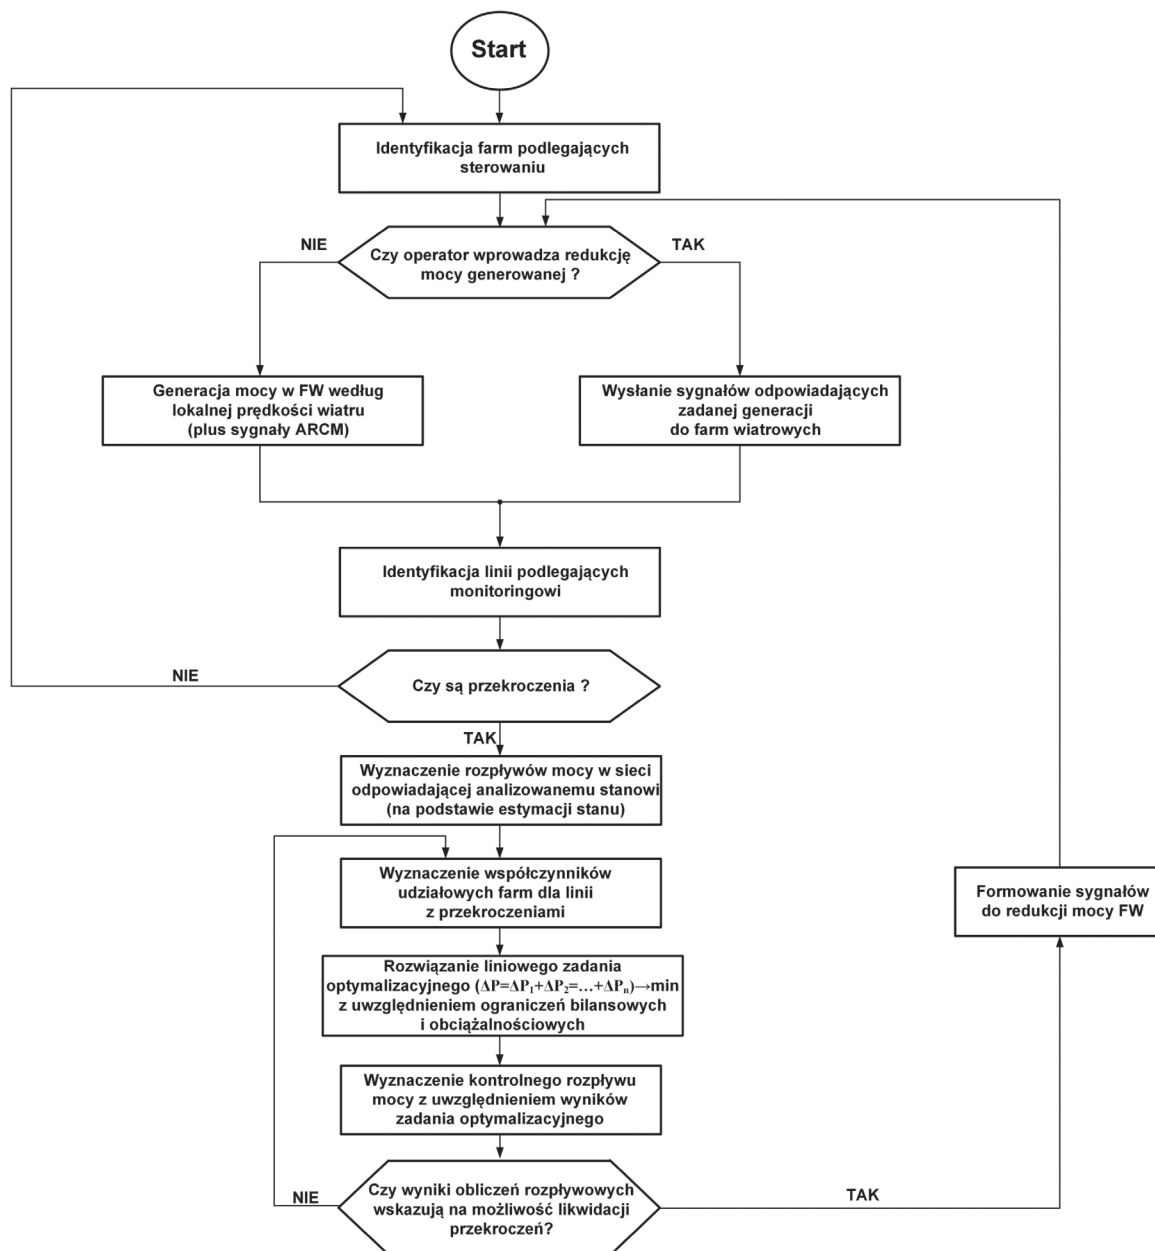 Start
Identyfikacja farm podlegających
sterowaniu
NIE
TAK
Czy operator wprowadza redukcję
mocy generowanej ?
Generacja mocy w FW według
lokalnej prędkości wiatru
(plus sygnały ARCM)
Wysłanie sygnałów odpowiadających
zadanej generacji
do farm wiatrowych
Identyfikacja linii podlegających
monitoringowi
NIE
Czy są przekroczenia ?
TAK
Wyznaczenie rozpływów mocy w sieci
odpowiadającej analizowanemu stanowi
(na podstawie estymacji stanu)
Wyznaczenie współczynników
udziałowych farm dla linii
z przekroczeniami
Formowanie sygnałów
do redukcji mocy FW
Rozwiązanie liniowego zadania
optymalizacyjnego (ΔP=ΔP₁+ΔP₂=…+ΔPₙ)→min
z uwzględnieniem ograniczeń bilansowych
i obciążalnościowych
Wyznaczenie kontrolnego rozpływu
mocy z uwzględnieniem wyników
zadania optymalizacyjnego
NIE
Czy wyniki obliczeń rozpływowych
wskazują na możliwość likwidacji
przekroczeń?
TAK